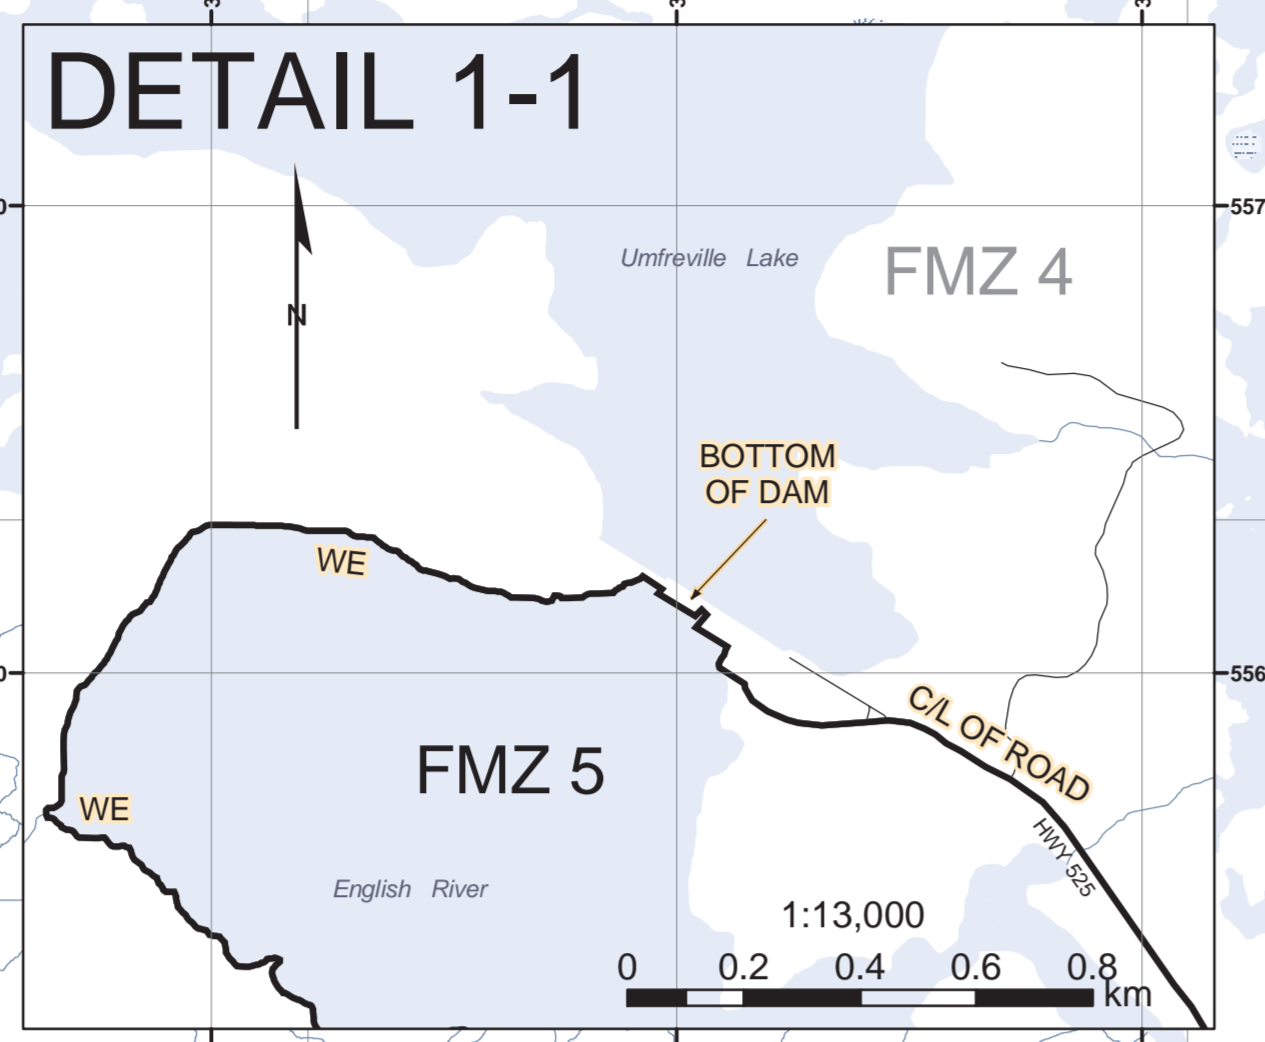 DETAIL 1-1
557
Umfreville Lake
FMZ 4
N
BOTTOM
OF DAM
WE
556
C/L OF ROAD
FMZ 5
WE
HWY 525
English River
1:13,000
0 0.2 0.4 0.6 0.8
km